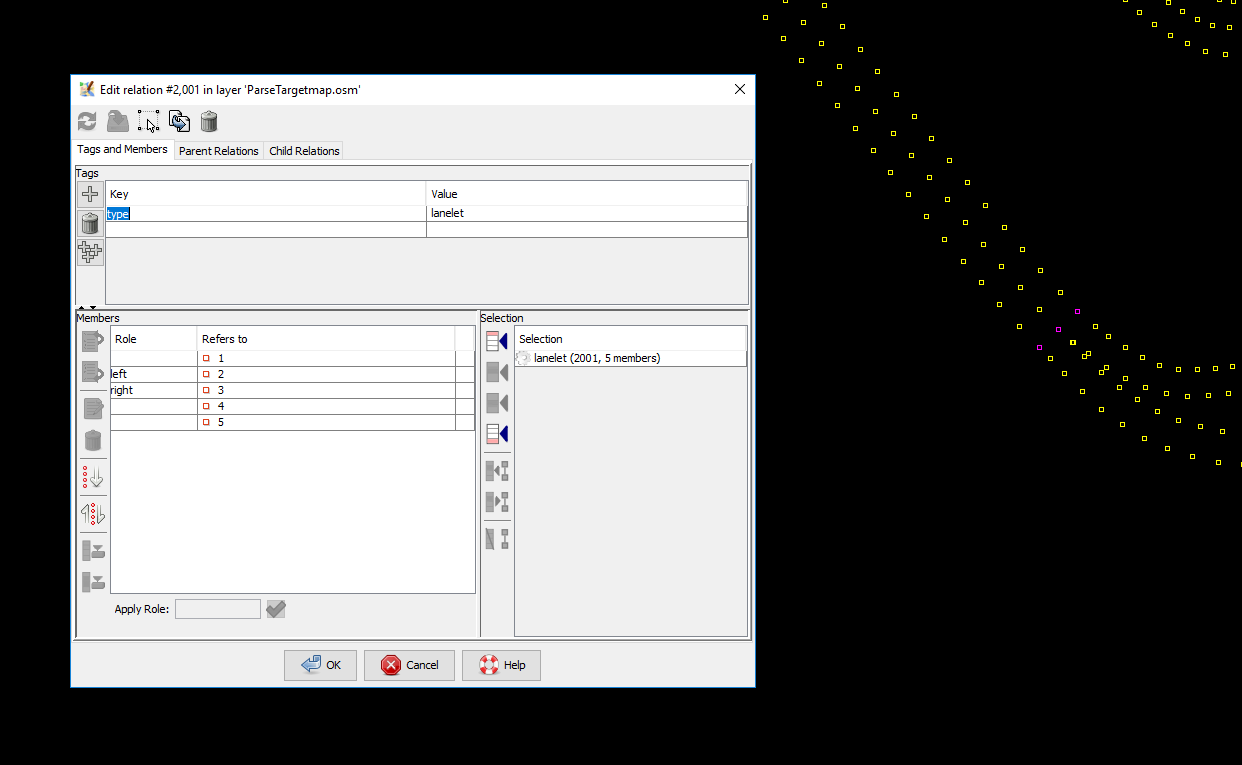 Edit relation #2,001 in layer 'ParseTargetmap.osm'
Tags and Members Parent Relations Child Relations
Tags
Key Value
type lanelet
Members
Role Refers to
1
left 2
right 3
4
5
Apply Role:
Selection
Selection
lanelet (2001, 5 members)
OK Cancel Help